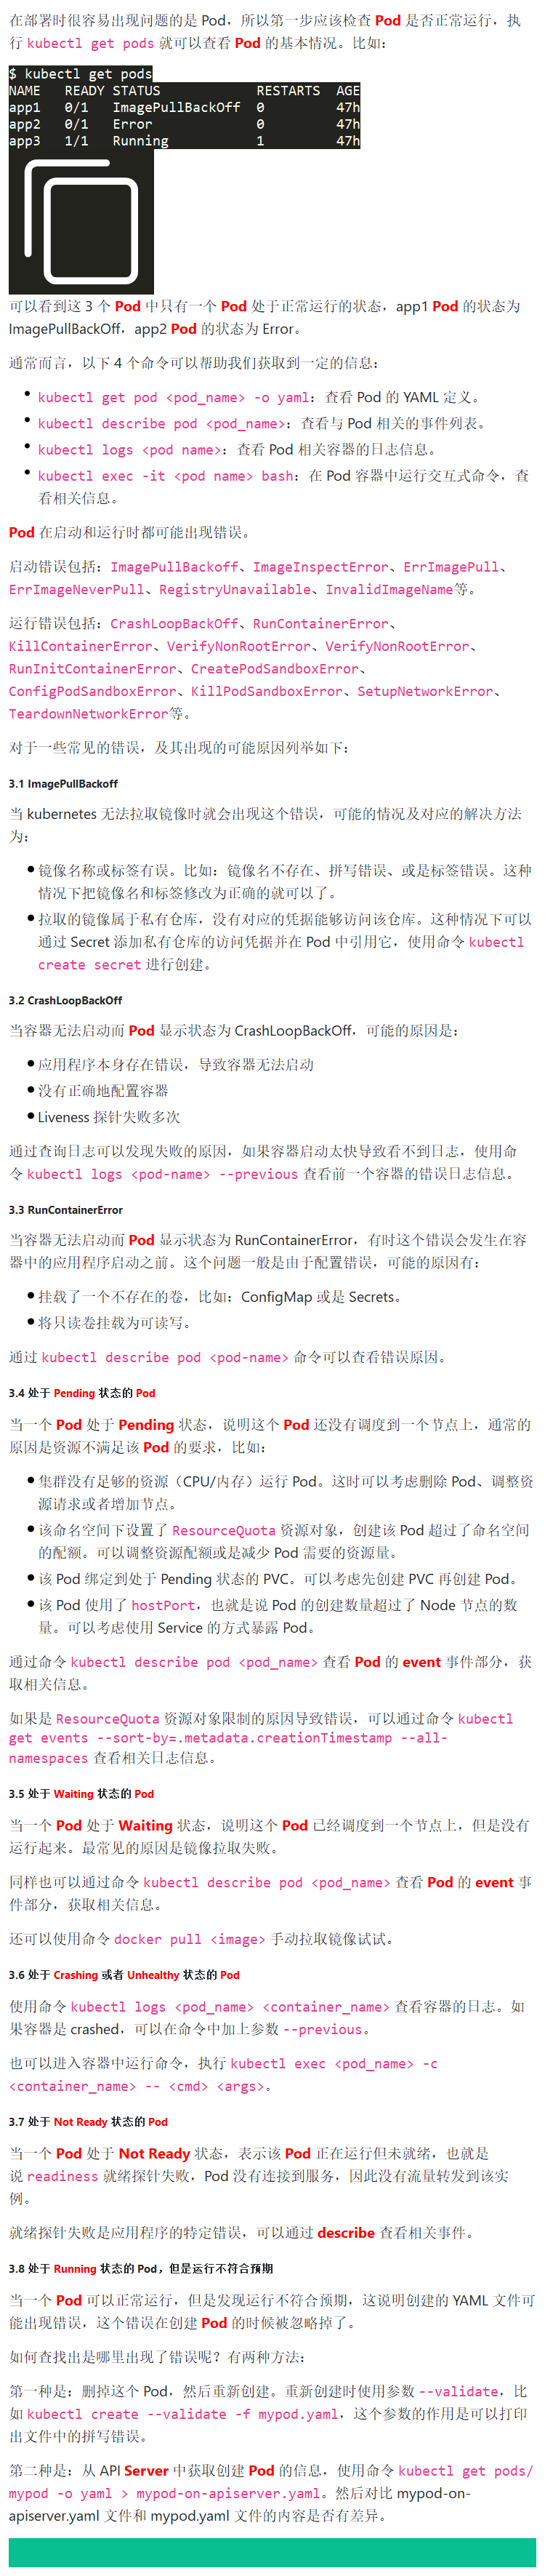 在部署时很容易出现问题的是 Pod，所以第一步应该检查 Pod 是否正常运行，执
行 kubectl get pods 就可以查看 Pod 的基本情况。比如：
$ kubectl get pods
NAME READY STATUS RESTARTS AGE
app1 0/1 ImagePullBackOff 0 47h
app2 0/1 Error 0 47h
app3 1/1 Running 1 47h
可以看到这 3 个 Pod 中只有一个 Pod 处于正常运行的状态，app1 Pod 的状态为
ImagePullBackOff，app2 Pod 的状态为 Error。
通常而言，以下 4 个命令可以帮助我们获取到一定的信息：
• kubectl get pod <pod_name> -o yaml：查看 Pod 的 YAML 定义。
• kubectl describe pod <pod_name>：查看与 Pod 相关的事件列表。
• kubectl logs <pod name>：查看 Pod 相关容器的日志信息。
• kubectl exec -it <pod name> bash：在 Pod 容器中运行交互式命令，查
看相关信息。
Pod 在启动和运行时都可能出现错误。
启动错误包括：ImagePullBackoff、ImageInspectError、ErrImagePull、
ErrImageNeverPull、RegistryUnavailable、InvalidImageName等。
运行错误包括：CrashLoopBackOff、RunContainerError、
KillContainerError、VerifyNonRootError、VerifyNonRootError、
RunInitContainerError、CreatePodSandboxError、
ConfigPodSandboxError、KillPodSandboxError、SetupNetworkError、
TeardownNetworkError等。
对于一些常见的错误，及其出现的可能原因列举如下：
3.1 ImagePullBackoff
当 kubernetes 无法拉取镜像时就会出现这个错误，可能的情况及对应的解决方法
为：
• 镜像名称或标签有误。比如：镜像名不存在、拼写错误、或是标签错误。这种
情况下把镜像名和标签修改为正确的就可以了。
• 拉取的镜像属于私有仓库，没有对应的凭据能够访问该仓库。这种情况下可以
通过 Secret 添加私有仓库的访问凭据并在 Pod 中引用它，使用命令 kubectl
create secret 进行创建。
3.2 CrashLoopBackOff
当容器无法启动而 Pod 显示状态为 CrashLoopBackOff，可能的原因是：
• 应用程序本身存在错误，导致容器无法启动
• 没有正确地配置容器
• Liveness 探针失败多次
通过查询日志可以发现失败的原因，如果容器启动太快导致看不到日志，使用命
令 kubectl logs <pod-name> --previous 查看前一个容器的错误日志信息。
3.3 RunContainerError
当容器无法启动而 Pod 显示状态为 RunContainerError，有时这个错误会发生在容
器中的应用程序启动之前。这个问题一般是由于配置错误，可能的原因有：
• 挂载了一个不存在的卷，比如：ConfigMap 或是 Secrets。
• 将只读卷挂载为可读写。
通过 kubectl describe pod <pod-name> 命令可以查看错误原因。
3.4 处于 Pending 状态的 Pod
当一个 Pod 处于 Pending 状态，说明这个 Pod 还没有调度到一个节点上，通常的
原因是资源不满足该 Pod 的要求，比如：
• 集群没有足够的资源（CPU/内存）运行 Pod。这时可以考虑删除 Pod、调整资
源请求或者增加节点。
• 该命名空间下设置了 ResourceQuota 资源对象，创建该 Pod 超过了命名空间
的配额。可以调整资源配额或是减少 Pod 需要的资源量。
• 该 Pod 绑定到处于 Pending 状态的 PVC。可以考虑先创建 PVC 再创建 Pod。
• 该 Pod 使用了 hostPort，也就是说 Pod 的创建数量超过了 Node 节点的数
量。可以考虑使用 Service 的方式暴露 Pod。
通过命令 kubectl describe pod <pod_name> 查看 Pod 的 event 事件部分，获
取相关信息。
如果是 ResourceQuota 资源对象限制的原因导致错误，可以通过命令 kubectl
get events --sort-by=.metadata.creationTimestamp --all-
namespaces 查看相关日志信息。
3.5 处于 Waiting 状态的 Pod
当一个 Pod 处于 Waiting 状态，说明这个 Pod 已经调度到一个节点上，但是没有
运行起来。最常见的原因是镜像拉取失败。
同样也可以通过命令 kubectl describe pod <pod_name> 查看 Pod 的 event 事
件部分，获取相关信息。
还可以使用命令 docker pull <image> 手动拉取镜像试试。
3.6 处于 Crashing 或者 Unhealthy 状态的 Pod
使用命令 kubectl logs <pod_name> <container_name> 查看容器的日志。如
果容器是 crashed，可以在命令中加上参数 --previous。
也可以进入容器中运行命令，执行 kubectl exec <pod_name> -c
<container_name> -- <cmd> <args>。
3.7 处于 Not Ready 状态的 Pod
当一个 Pod 处于 Not Ready 状态，表示该 Pod 正在运行但未就绪，也就是
说 readiness 就绪探针失败，Pod 没有连接到服务，因此没有流量转发到该实
例。
就绪探针失败是应用程序的特定错误，可以通过 describe 查看相关事件。
3.8 处于 Running 状态的 Pod，但是运行不符合预期
当一个 Pod 可以正常运行，但是发现运行不符合预期，这说明创建的 YAML 文件可
能出现错误，这个错误在创建 Pod 的时候被忽略掉了。
如何查找出是哪里出现了错误呢？有两种方法：
第一种是：删掉这个 Pod，然后重新创建。重新创建时使用参数 --validate，比
如 kubectl create --validate -f mypod.yaml，这个参数的作用是可以打印
出文件中的拼写错误。
第二种是：从 API Server 中获取创建 Pod 的信息，使用命令 kubectl get pods/
mypod -o yaml > mypod-on-apiserver.yaml。然后对比 mypod-on-
apiserver.yaml 文件和 mypod.yaml 文件的内容是否有差异。